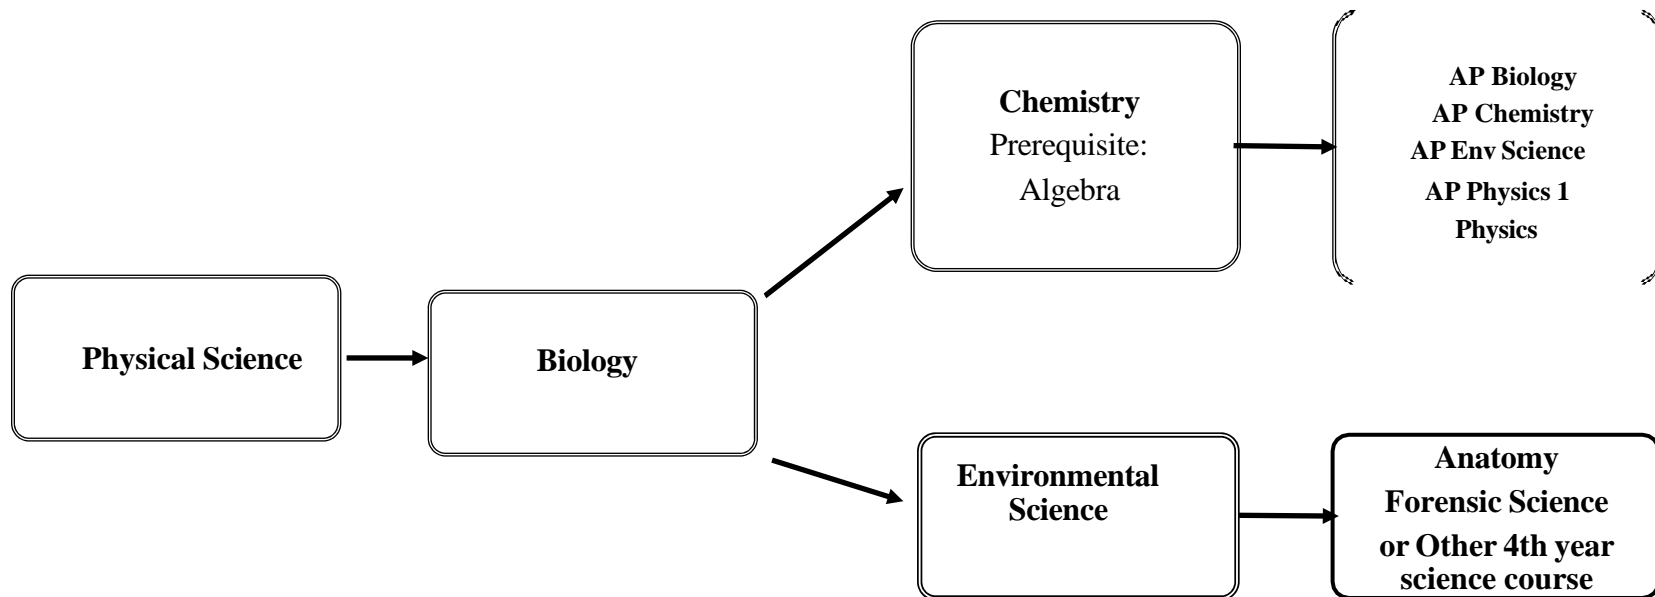 Physical Science
Biology
Chemistry
Prerequisite:
Algebra
AP Biology
AP Chemistry
AP Env Science
AP Physics 1
Physics
Environmental
Science
Anatomy
Forensic Science
or Other 4th year
science course